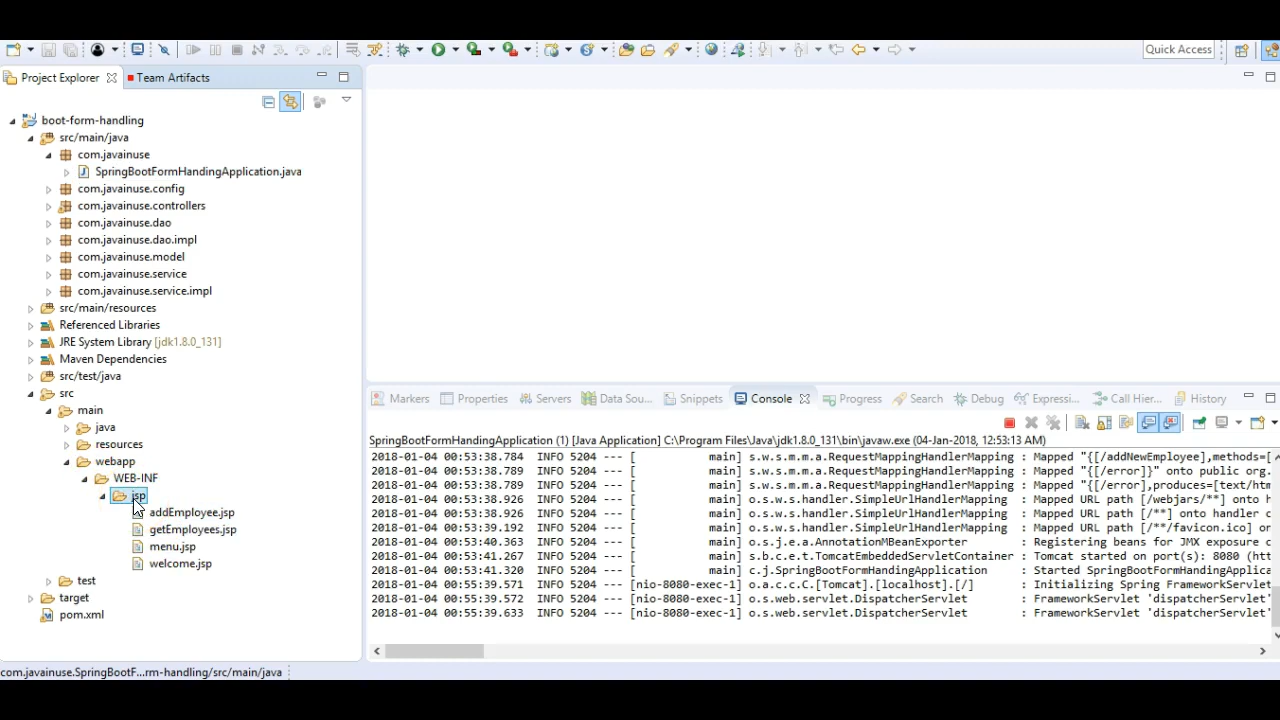 Quick Access
Project Explorer
Team Artifacts
boot-form-handling
src/main/java
com.javainuse
SpringBootFormHandingApplication.java
com.javainuse.config
com.javainuse.controllers
com.javainuse.dao
com.javainuse.dao.impl
com.javainuse.model
com.javainuse.service
com.javainuse.service.impl
src/main/resources
Referenced Libraries
JRE System Library [jdk1.8.0_131]
Maven Dependencies
src/test/java
src
main
java
resources
webapp
WEB-INF
jsp
addEmployee.jsp
getEmployees.jsp
menu.jsp
welcome.jsp
test
target
pom.xml
Markers Properties Servers Data Sou... Snippets Console Progress Search Debug Expressi... Call Hier... History
SpringBootFormHandingApplication (1) [Java Application] C:\Program Files\Java\jdk1.8.0_131\bin\javaw.exe (04-Jan-2018, 12:53:13 AM)
2018-01-04 00:53:38.784 INFO 5204 --- [ main] s.w.s.m.m.a.RequestMappingHandlerMapping : Mapped "{[/addNewEmployee],methods=[
2018-01-04 00:53:38.789 INFO 5204 --- [ main] s.w.s.m.m.a.RequestMappingHandlerMapping : Mapped "{[/error]}" onto public org.
2018-01-04 00:53:38.789 INFO 5204 --- [ main] s.w.s.m.m.a.RequestMappingHandlerMapping : Mapped "{[/error],produces=[text/htm
2018-01-04 00:53:38.926 INFO 5204 --- [ main] o.s.w.s.handler.SimpleUrlHandlerMapping : Mapped URL path [/webjars/**] onto h
2018-01-04 00:53:38.926 INFO 5204 --- [ main] o.s.w.s.handler.SimpleUrlHandlerMapping : Mapped URL path [/**] onto handler o
2018-01-04 00:53:39.192 INFO 5204 --- [ main] o.s.w.s.handler.SimpleUrlHandlerMapping : Mapped URL path [/**/favicon.ico] on
2018-01-04 00:53:40.363 INFO 5204 --- [ main] o.s.j.e.a.AnnotationMBeanExporter : Registering beans for JMX exposure o
2018-01-04 00:53:41.267 INFO 5204 --- [ main] s.b.c.e.t.TomcatEmbeddedServletContainer : Tomcat started on port(s): 8080 (htt
2018-01-04 00:53:41.320 INFO 5204 --- [ main] c.j.SpringBootFormHandingApplication : Started SpringBootFormHandingApplica
2018-01-04 00:55:39.571 INFO 5204 --- [nio-8080-exec-1] o.a.c.c.C.[Tomcat].[localhost].[/] : Initializing Spring FrameworkServlet
2018-01-04 00:55:39.572 INFO 5204 --- [nio-8080-exec-1] o.s.web.servlet.DispatcherServlet : FrameworkServlet 'dispatcherServlet'
2018-01-04 00:55:39.633 INFO 5204 --- [nio-8080-exec-1] o.s.web.servlet.DispatcherServlet : FrameworkServlet 'dispatcherServlet'
com.javainuse.SpringBootF...rm-handling/src/main/java